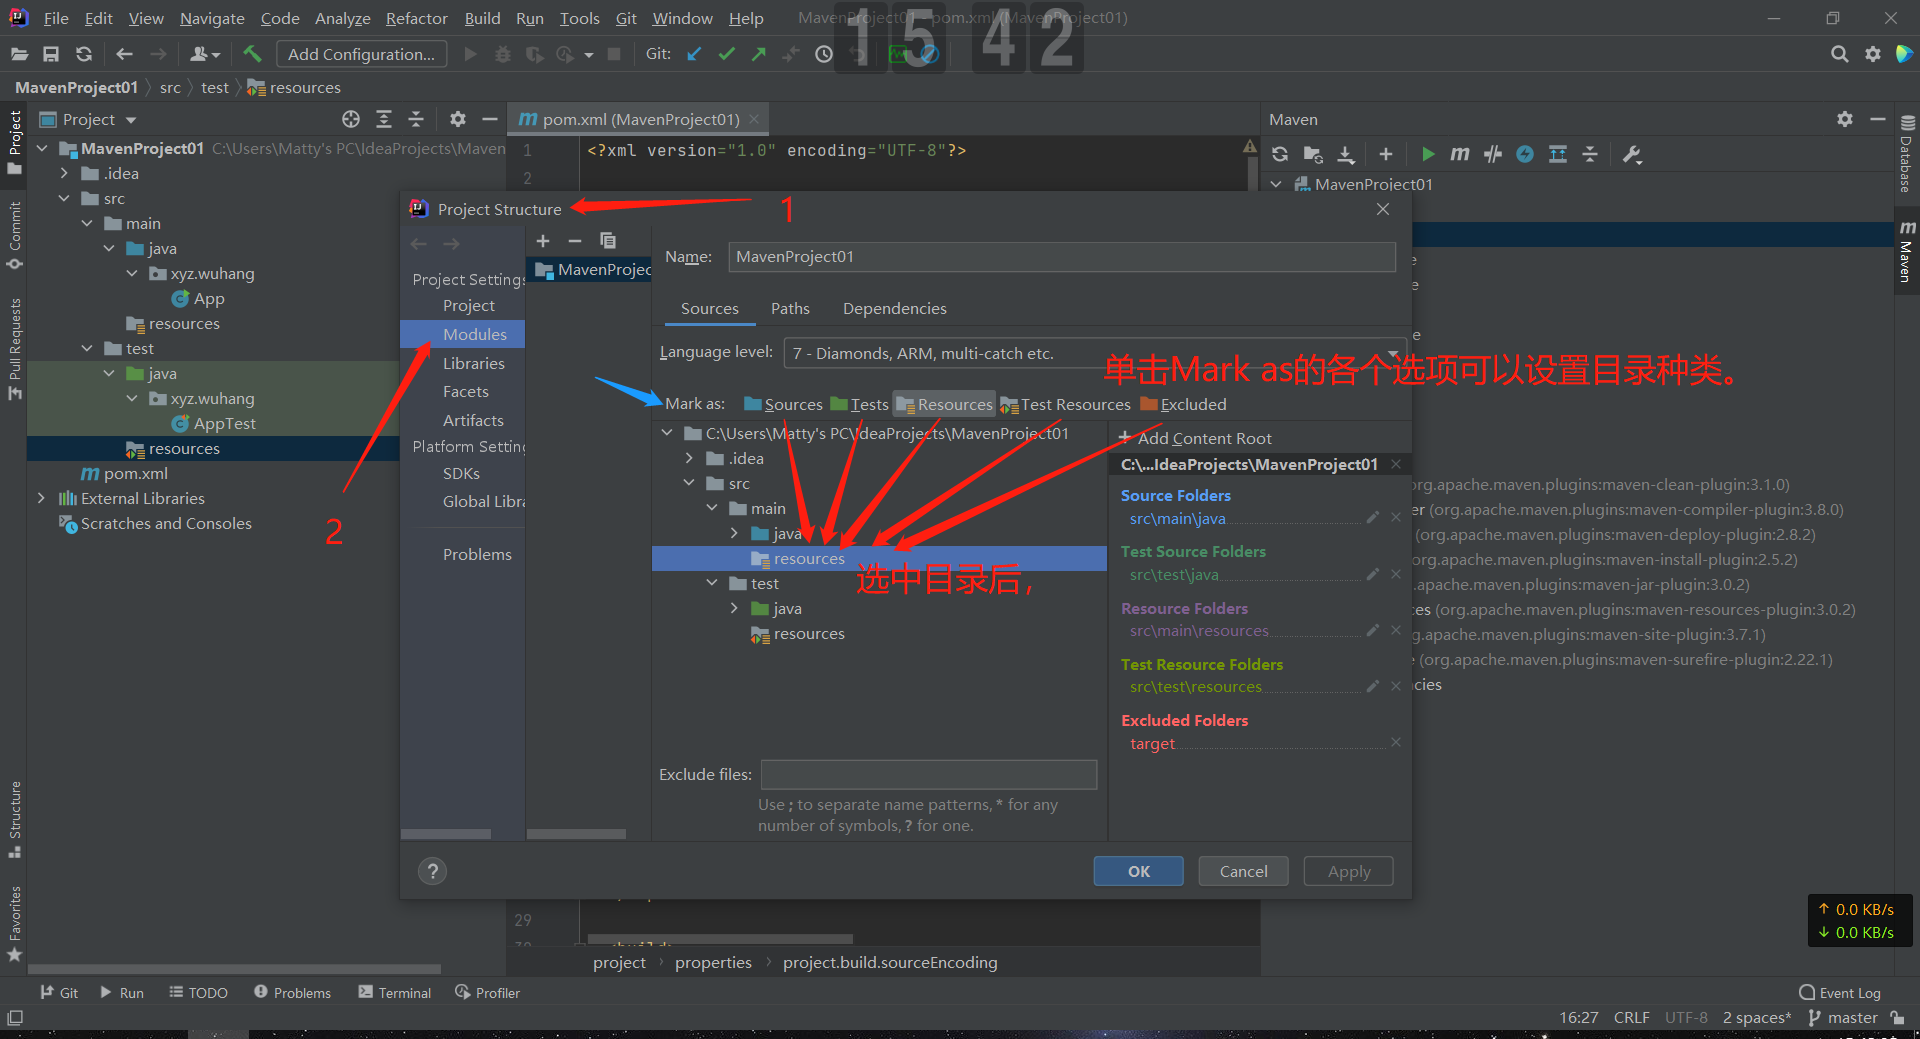 File Edit View Navigate Code Analyze Refactor Build Run Tools Git Window Help MavenProject01 - pom.xml (MavenProject01)
15 42
Add Configuration... Git:
MavenProject01 src test resources
Project
pom.xml (MavenProject01)
Maven
MavenProject01 C:\Users\Matty's PC\IdeaProjects\Maven
.idea
src
main
java
xyz.wuhang
App
resources
test
java
xyz.wuhang
AppTest
resources
pom.xml
External Libraries
Scratches and Consoles
1 <?xml version="1.0" encoding="UTF-8"?>
2
Project Structure
1
Project Settings
Project
Modules
Libraries
Facets
Artifacts
Platform Setting
SDKs
Global Libra
Problems
2
MavenProjec
Name: MavenProject01
Sources Paths Dependencies
Language level: 7 - Diamonds, ARM, multi-catch etc.
单击Mark as的各个选项可以设置目录种类。
Mark as: Sources Tests Resources Test Resources Excluded
C:\Users\Matty's PC\IdeaProjects\MavenProject01
.idea
src
main
java
resources
选中目录后，
test
java
resources
+ Add Content Root
C:\...IdeaProjects\MavenProject01
Source Folders
src\main\java
Test Source Folders
src\test\java
Resource Folders
src\main\resources
Test Resource Folders
src\test\resources
Excluded Folders
target
Exclude files:
Use ; to separate name patterns, * for any
number of symbols, ? for one.
? OK Cancel Apply
MavenProject01
e
e
e
org.apache.maven.plugins:maven-clean-plugin:3.1.0)
er (org.apache.maven.plugins:maven-compiler-plugin:3.8.0)
(org.apache.maven.plugins:maven-deploy-plugin:2.8.2)
(org.apache.maven.plugins:maven-install-plugin:2.5.2)
rg.apache.maven.plugins:maven-jar-plugin:3.0.2)
es (org.apache.maven.plugins:maven-resources-plugin:3.0.2)
g.apache.maven.plugins:maven-site-plugin:3.7.1)
(org.apache.maven.plugins:maven-surefire-plugin:2.22.1)
cies
29
project properties project.build.sourceEncoding
↑ 0.0 KB/s
↓ 0.0 KB/s
Project
Commit
Pull Requests
Structure
Favorites
Database
Maven
Git Run TODO Problems Terminal Profiler Event Log
16:27 CRLF UTF-8 2 spaces* master